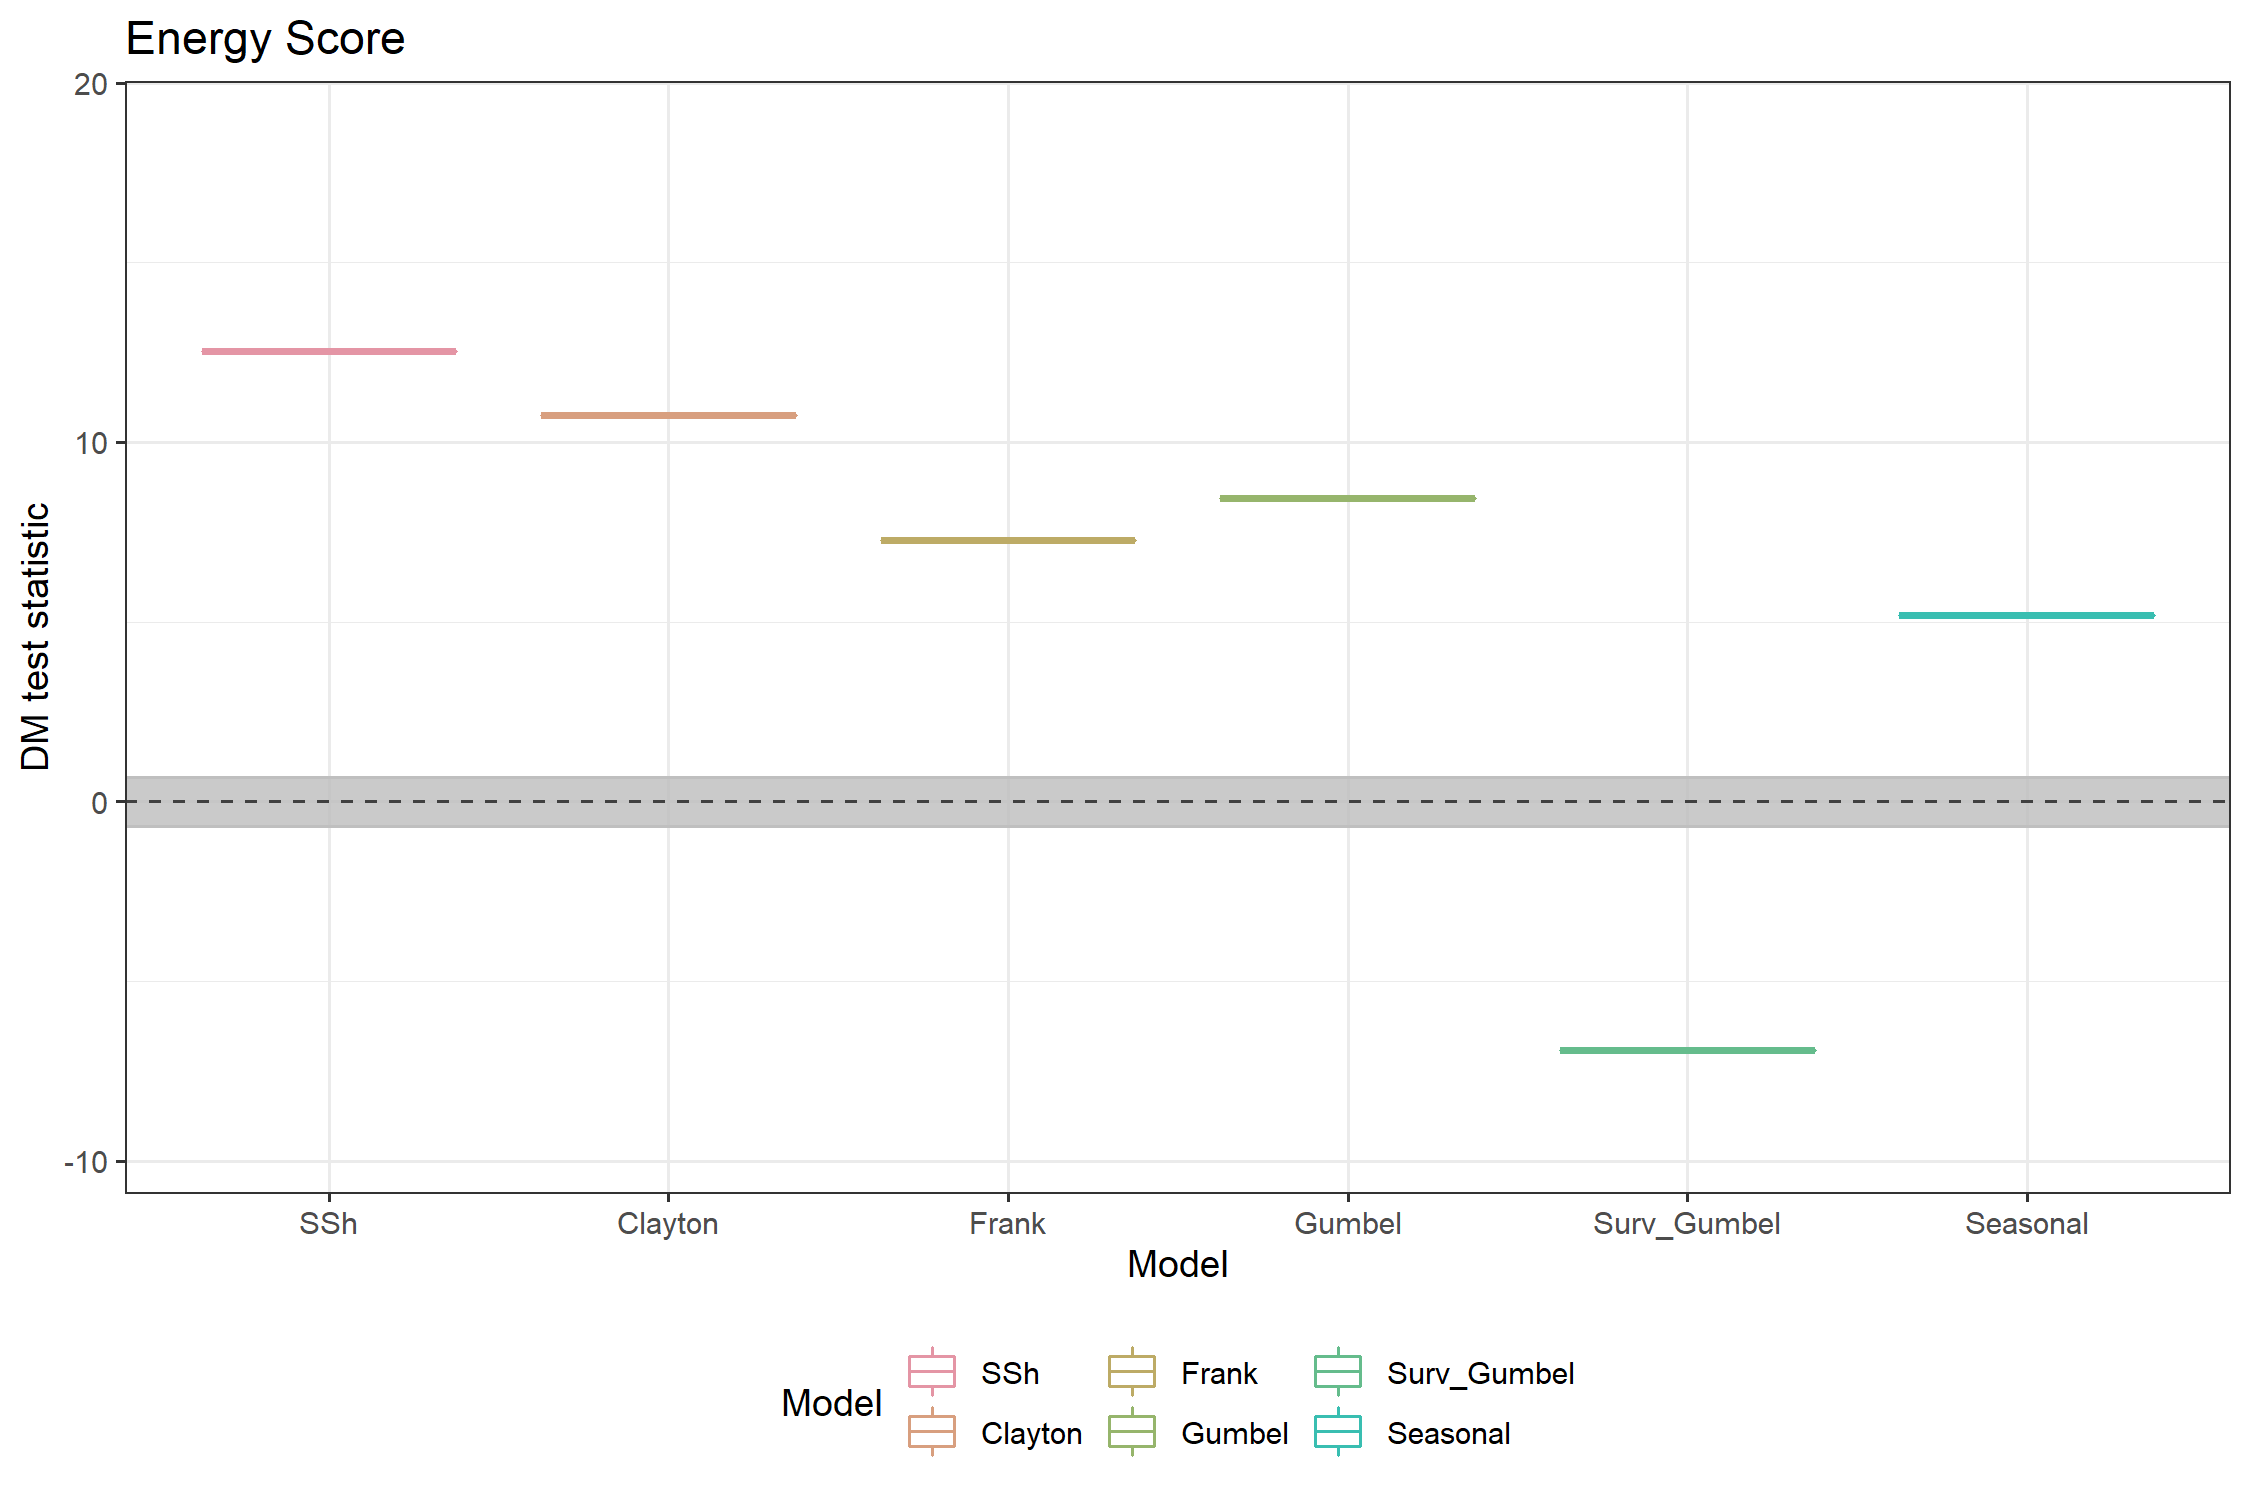 Energy Score
20
10
0
-10
DM test statistic
SSh Clayton Frank Gumbel Surv_Gumbel Seasonal
Model
Model
SSh Frank Surv_Gumbel
Clayton Gumbel Seasonal